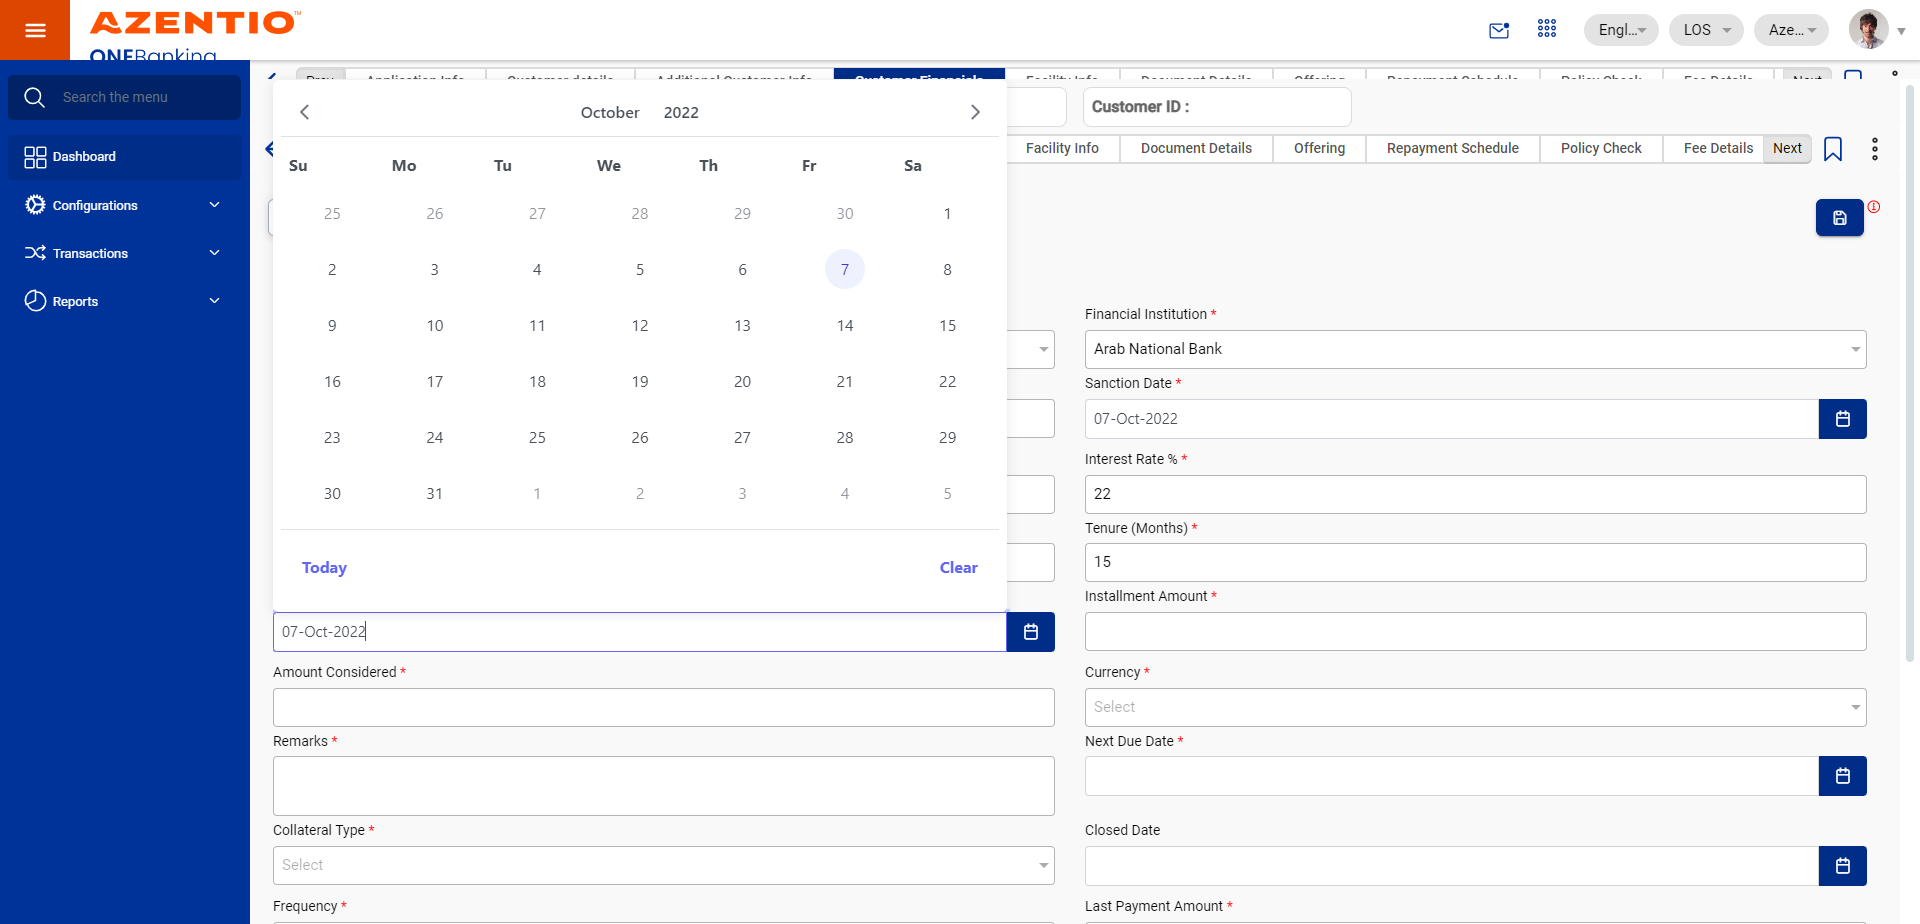 AZENTIO™
ONEBanking
Engl...
LOS
Aze...
Search the menu
Dashboard
Configurations
Transactions
Reports
Prev
Application Info
Customer details
Additional Customer Info
Customer Financials
Facility Info
Document Details
Offering
Repayment Schedule
Policy Check
Fee Details
Next
Customer ID :
Facility Info
Document Details
Offering
Repayment Schedule
Policy Check
Fee Details
Next
October 2022
Su Mo Tu We Th Fr Sa
25 26 27 28 29 30 1
2 3 4 5 6 7 8
9 10 11 12 13 14 15
16 17 18 19 20 21 22
23 24 25 26 27 28 29
30 31 1 2 3 4 5
Today
Clear
Financial Institution *
Arab National Bank
Sanction Date *
07-Oct-2022
Interest Rate % *
22
Tenure (Months) *
15
Installment Amount *
07-Oct-2022
Amount Considered *
Currency *
Select
Remarks *
Next Due Date *
Collateral Type *
Select
Closed Date
Frequency *
Last Payment Amount *